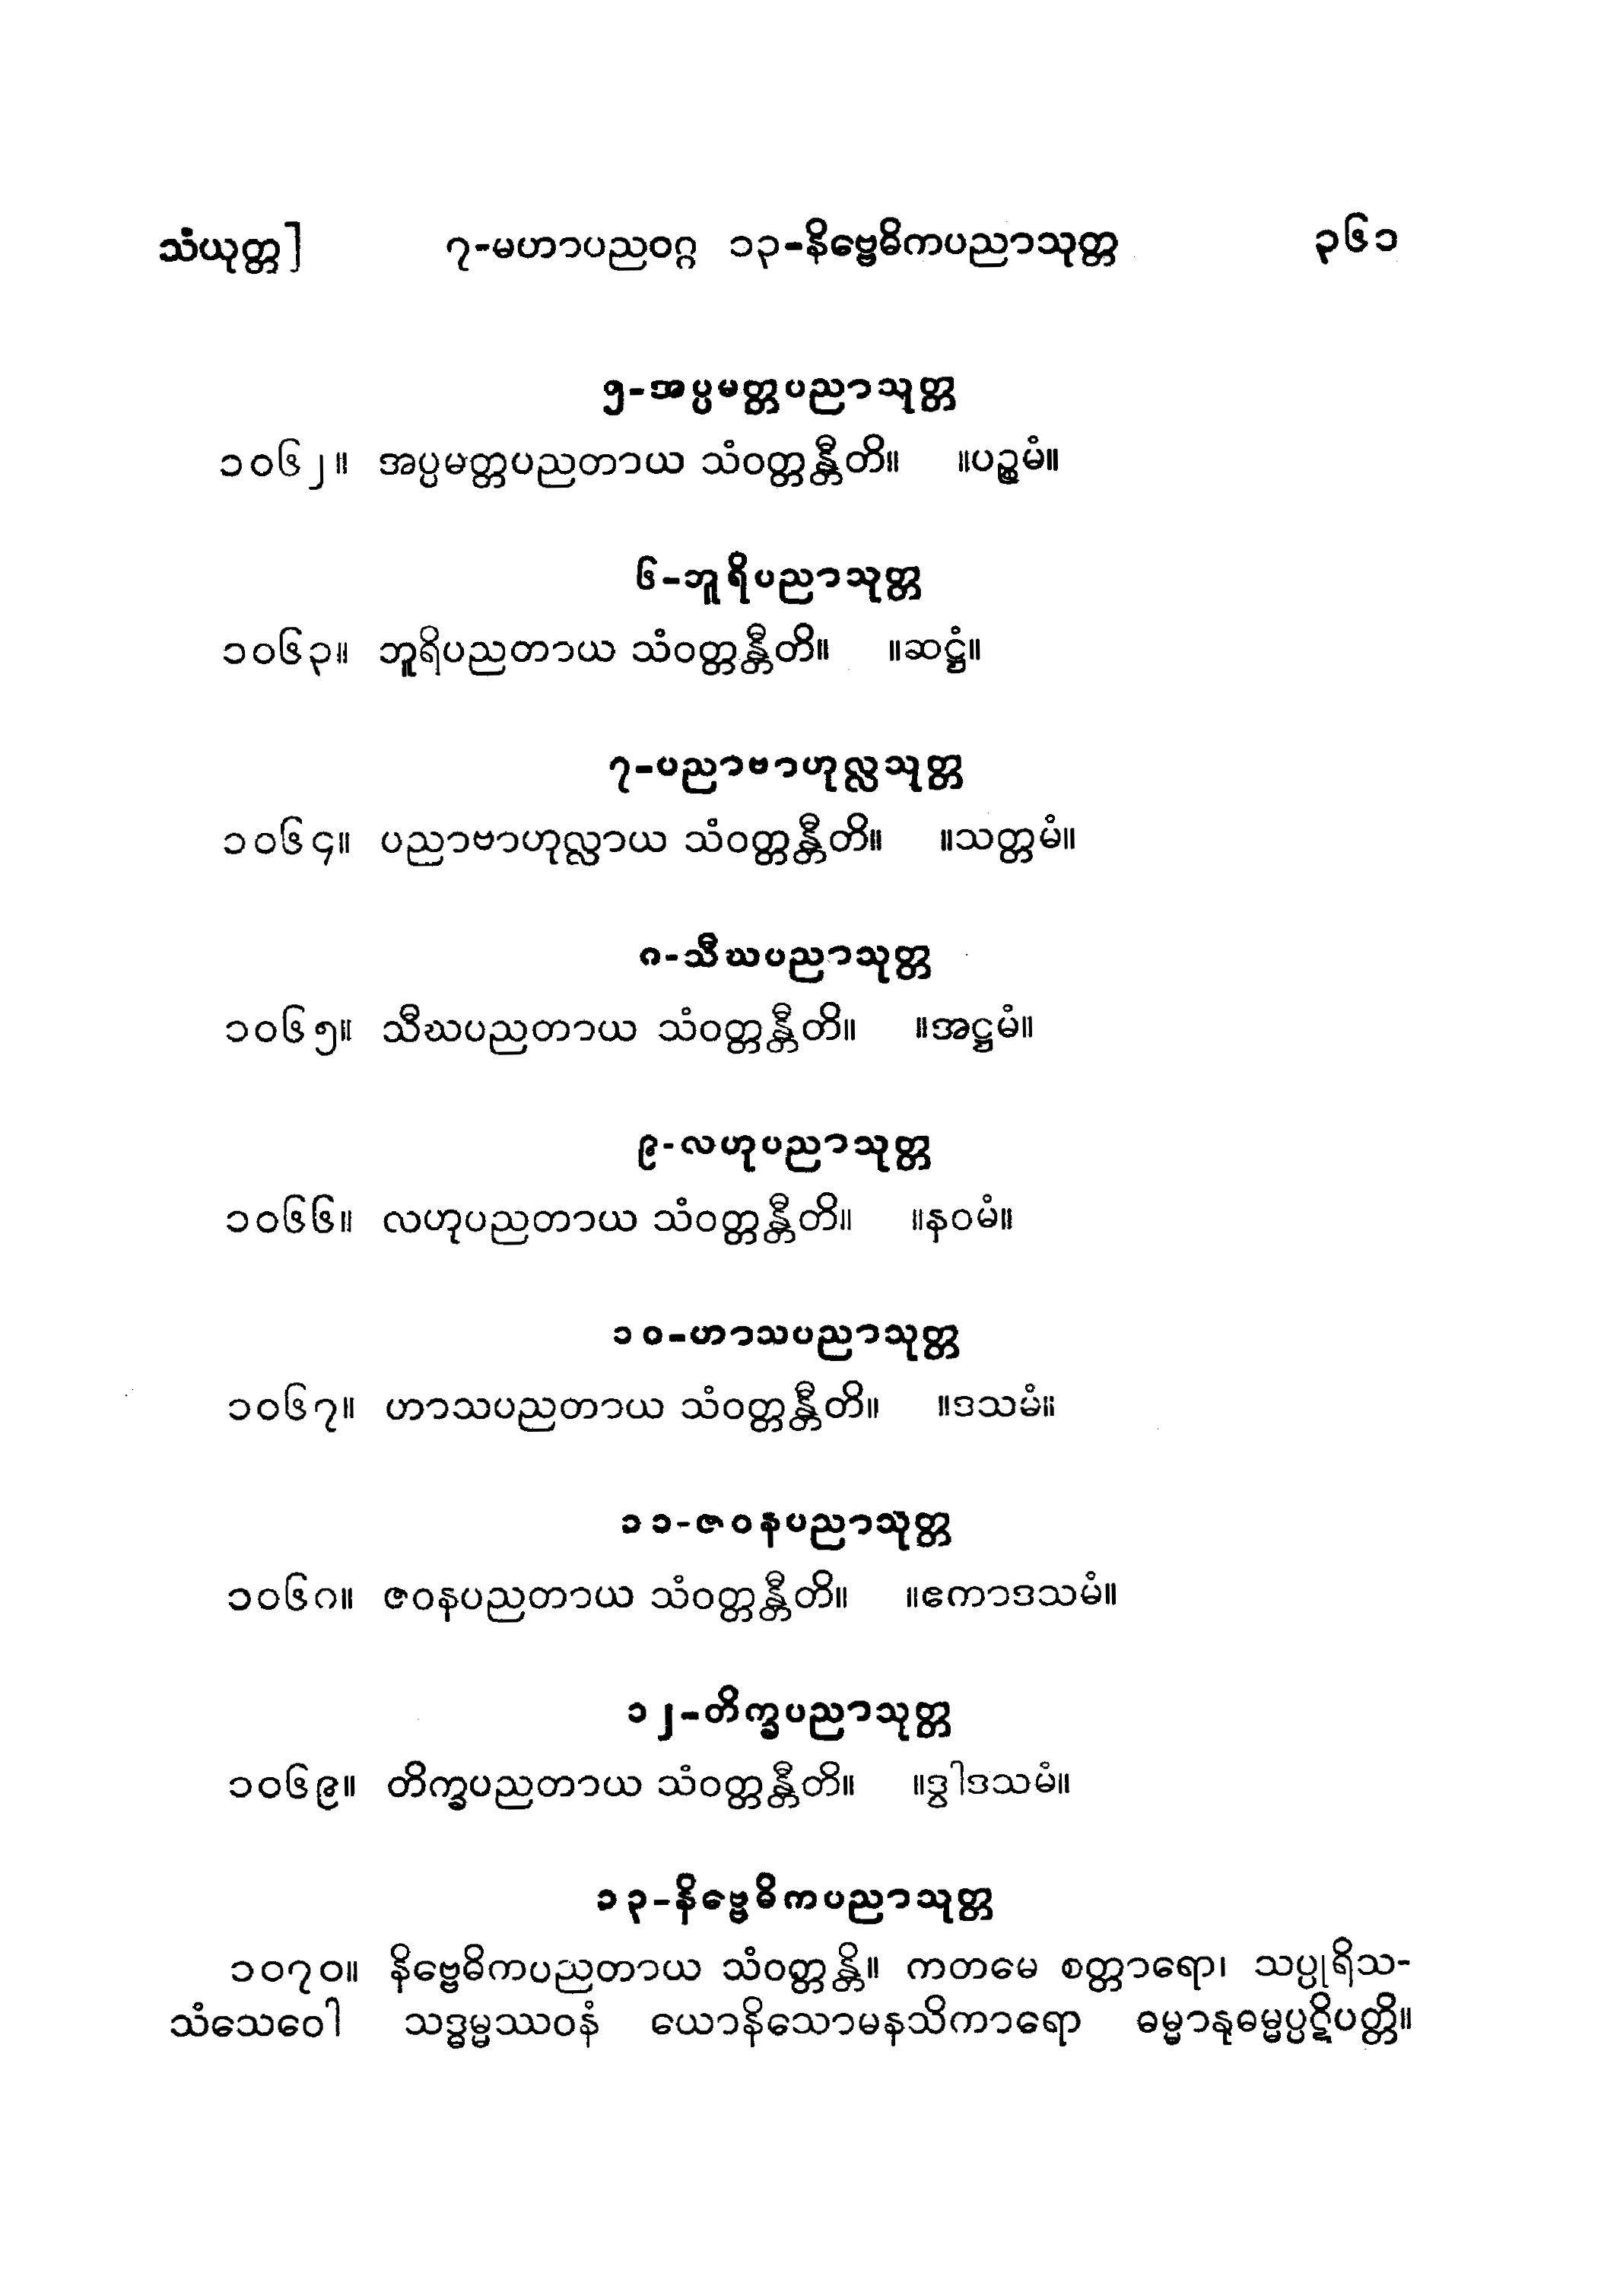 သံယုတ္တ] ၇-မဟာပညဝဂ္ဂ ၁၃-နိဗ္ဗေဓိကပညာသုတ္တ ၃၆၁
၅-အပ္ပမတ္တပညာသုတ္တ
၁၀၆၂။ အပ္ပမတ္တပညတာယ သံဝတ္တန္တီတိ။ ။ပဉ္စမံ။
၆-ဘူရိပညာသုတ္တ
၁၀၆၃။ ဘူရိပညတာယ သံဝတ္တန္တီတိ။ ။ဆဋ္ဌံ။
၇-ပညာဗာဟုလ္လသုတ္တ
၁၀၆၄။ ပညာဗာဟုလ္လာယ သံဝတ္တန္တီတိ။ ။သတ္တမံ။
၈-သီဃပညာသုတ္တ
၁၀၆၅။ သီဃပညတာယ သံဝတ္တန္တီတိ။ ။အဋ္ဌမံ။
၉-လဟုပညာသုတ္တ
၁၀၆၆။ လဟုပညတာယ သံဝတ္တန္တီတိ။ ။နဝမံ။
၁၀-ဟာသပညာသုတ္တ
၁၀၆၇။ ဟာသပညတာယ သံဝတ္တန္တီတိ။ ။ဒသမံ။
၁၁-ဇဝနပညာသုတ္တ
၁၀၆၈။ ဇဝနပညတာယ သံဝတ္တန္တီတိ။ ။ဧကာဒသမံ။
၁၂-တိက္ခပညာသုတ္တ
၁၀၆၉။ တိက္ခပညတာယ သံဝတ္တန္တီတိ။ ။ဒွါဒသမံ။
၁၃-နိဗ္ဗေဓိကပညာသုတ္တ
၁၀၇၀။ နိဗ္ဗေဓိကပညတာယ သံဝတ္တန္တိ။ ကတမေ စတ္တာရော၊ သပ္ပုရိသ-
သံသေဝေါ သဒ္ဓမ္မဿဝနံ ယောနိသောမနသိကာရော ဓမ္မာနုဓမ္မပ္ပဋိပတ္တိ။